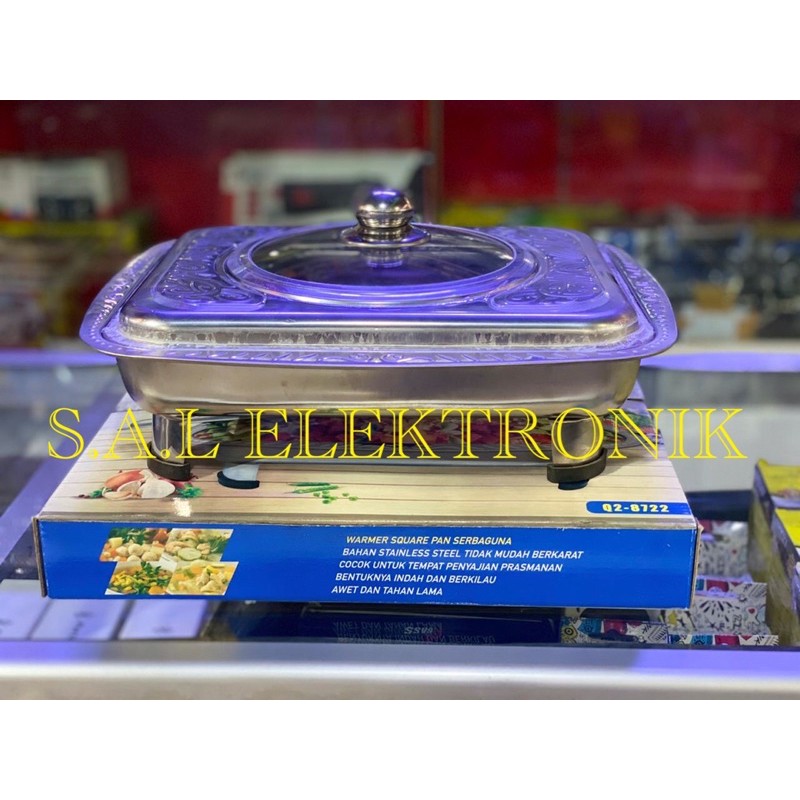 S.A.L ELEKTRONIK
Q2-8722
WARMER SQUARE PAN SERBAGUNA
BAHAN STAINLESS STEEL TIDAK MUDAH BERKARAT
COCOK UNTUK TEMPAT PENYAJIAN PRASMANAN
BENTUKNYA INDAH DAN BERKILAU
AWET DAN TAHAN LAMA